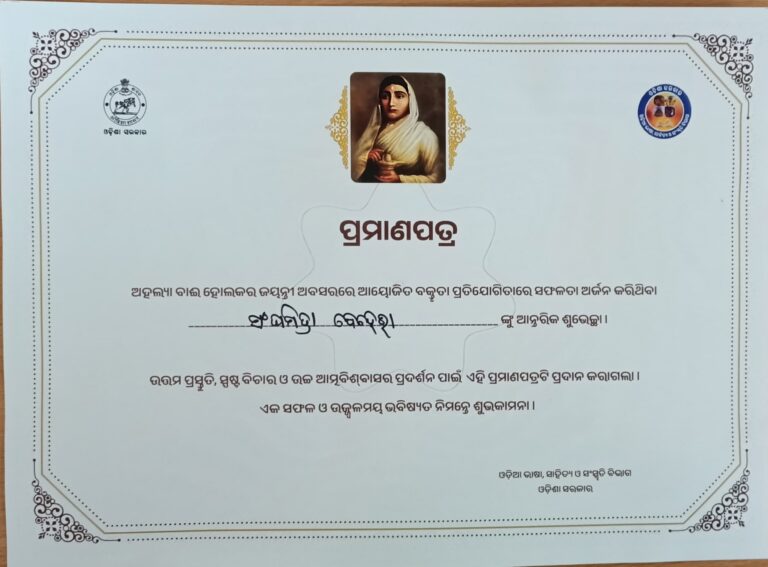 ଓଡ଼ିଶା ସରକାର
ପ୍ରମାଣପତ୍ର
ଅହଲ୍ୟା ବାଈ ହୋଲକର ଜୟନ୍ତୀ ଅବସରରେ ଆୟୋଜିତ ବକ୍ତୃତା ପ୍ରତିଯୋଗିତାରେ ସଫଳତା ଅର୍ଜନ କରିଥିବା
ସଂଘମିତ୍ରା ବେହେରା ଙ୍କୁ ଆନ୍ତରିକ ଶୁଭେଚ୍ଛା ।
ଉତ୍ତମ ପ୍ରସ୍ତୁତି, ସ୍ପଷ୍ଟ ବିଚାର ଓ ଉଚ୍ଚ ଆତ୍ମବିଶ୍ବାସର ପ୍ରଦର୍ଶନ ପାଇଁ ଏହି ପ୍ରମାଣପତ୍ରଟି ପ୍ରଦାନ କରାଗଲା ।
ଏକ ସଫଳ ଓ ଉଜ୍ଜ୍ୱଳମୟ ଭବିଷ୍ୟତ ନିମନ୍ତେ ଶୁଭକାମନା ।
ଓଡ଼ିଆ ଭାଷା, ସାହିତ୍ୟ ଓ ସଂସ୍କୃତି ବିଭାଗ
ଓଡ଼ିଶା ସରକାର